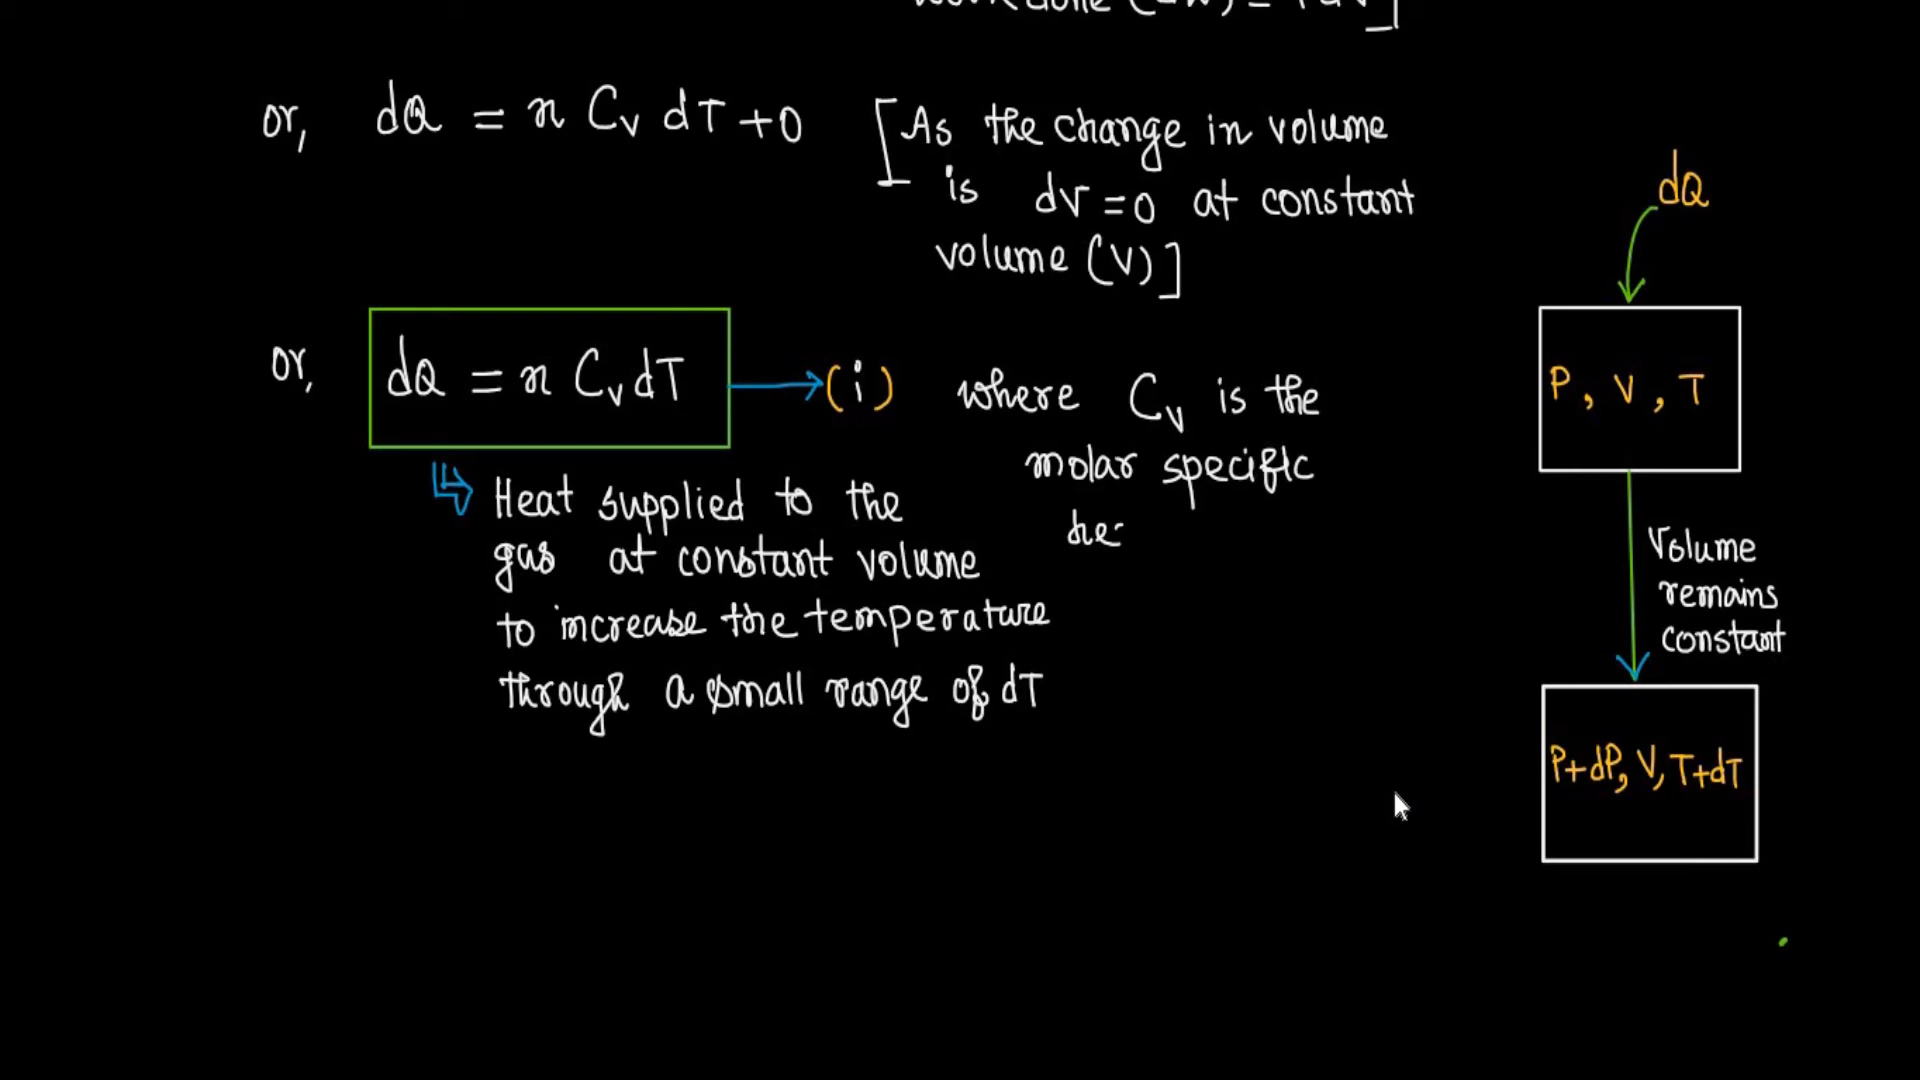 or, dQ = n Cv dT + 0 [As the change in volume
is dV = 0 at constant
volume (V)]
or, dQ = n Cv dT → (i) where Cv is the
molar specific
Heat supplied to the
gas at constant volume
to increase the temperature
through a small range of dT
dQ
P, V, T
Volume
remains
constant
P+dP, V, T+dT